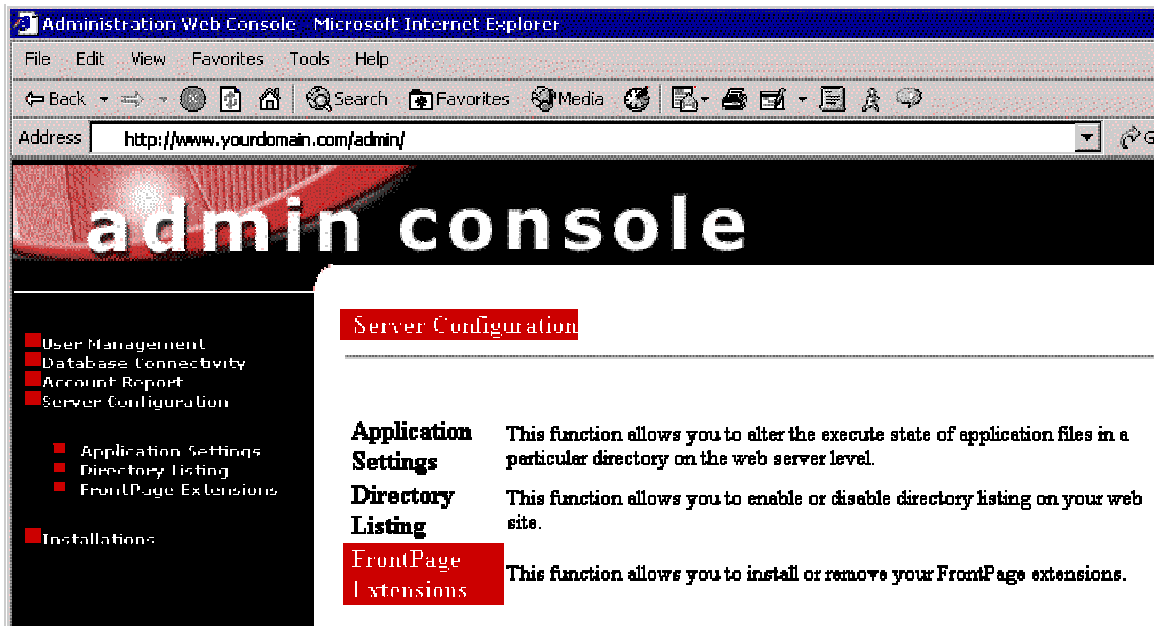 Administration Web Console - Microsoft Internet Explorer
File Edit View Favorites Tools Help
Back Search Favorites Media
Address http://www.yourdomain.com/admin/
admin console
Server Configuration
User Management
Database Connectivity
Account Report
Server Configuration
Application Settings
Directory Listing
FrontPage Extensions
Installations
Application Settings
This function allows you to alter the execute state of application files in a
particular directory on the web server level.
Directory Listing
This function allows you to enable or disable directory listing on your web
site.
FrontPage Extensions
This function allows you to install or remove your FrontPage extensions.